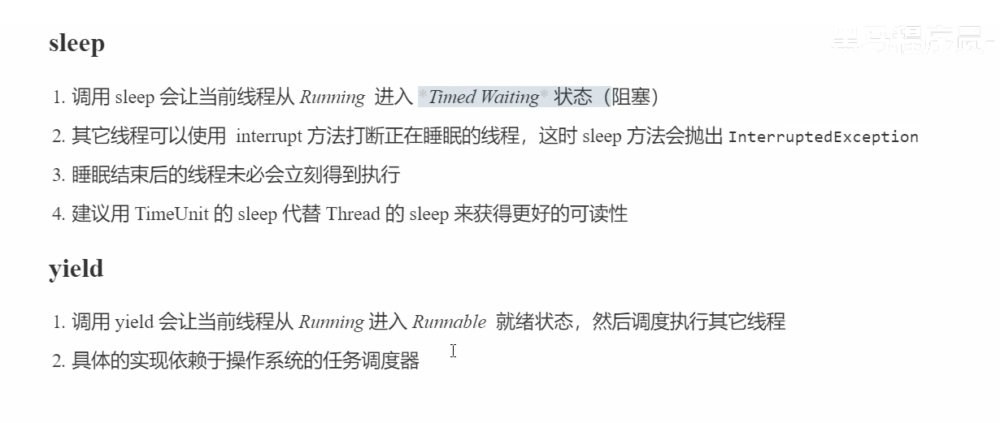 黑马程序员-
sleep
1. 调用 sleep 会让当前线程从 Running 进入 *Timed Waiting* 状态（阻塞）
2. 其它线程可以使用 interrupt 方法打断正在睡眠的线程，这时 sleep 方法会抛出 InterruptedException
3. 睡眠结束后的线程未必会立刻得到执行
4. 建议用 TimeUnit 的 sleep 代替 Thread 的 sleep 来获得更好的可读性
yield
1. 调用 yield 会让当前线程从 Running 进入 Runnable 就绪状态，然后调度执行其它线程
2. 具体的实现依赖于操作系统的任务调度器